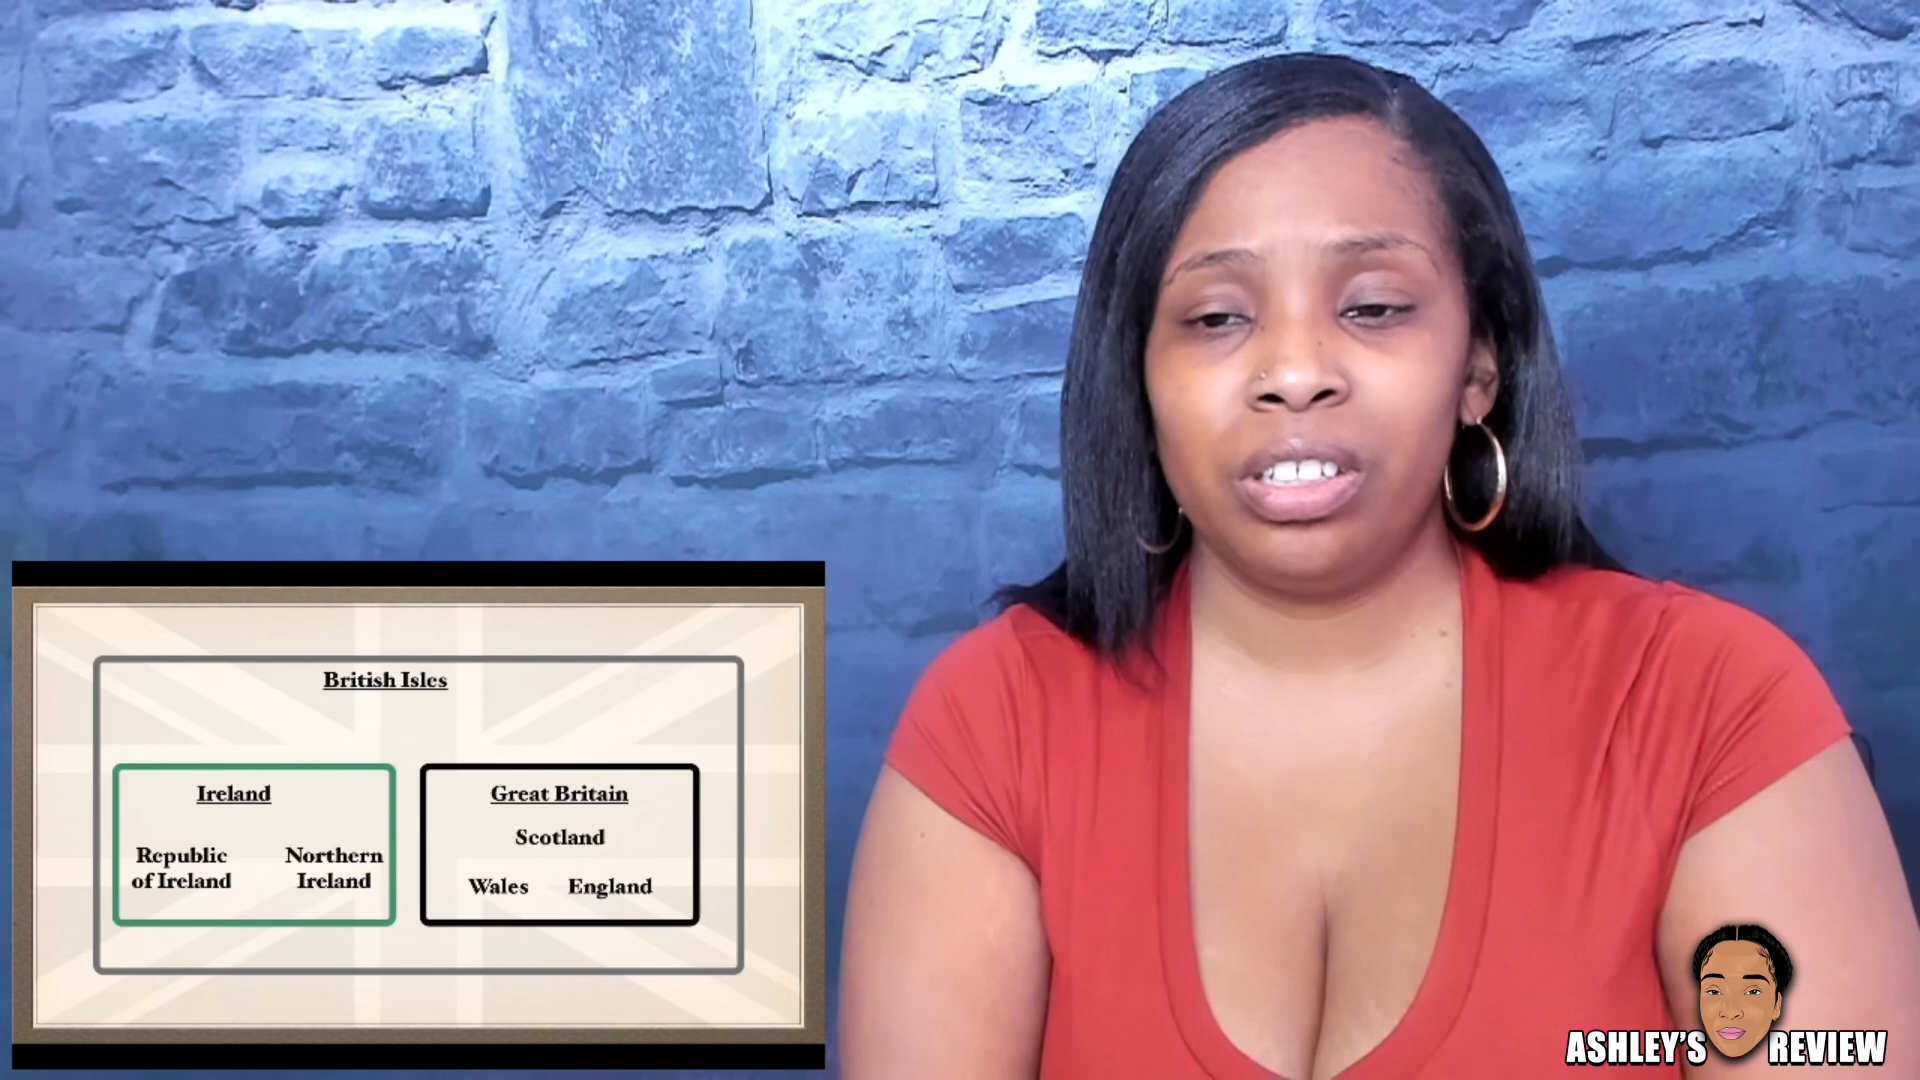 British Isles
Ireland
Republic
of Ireland
Northern
Ireland
Great Britain
Scotland
Wales England
ASHLEY'S REVIEW